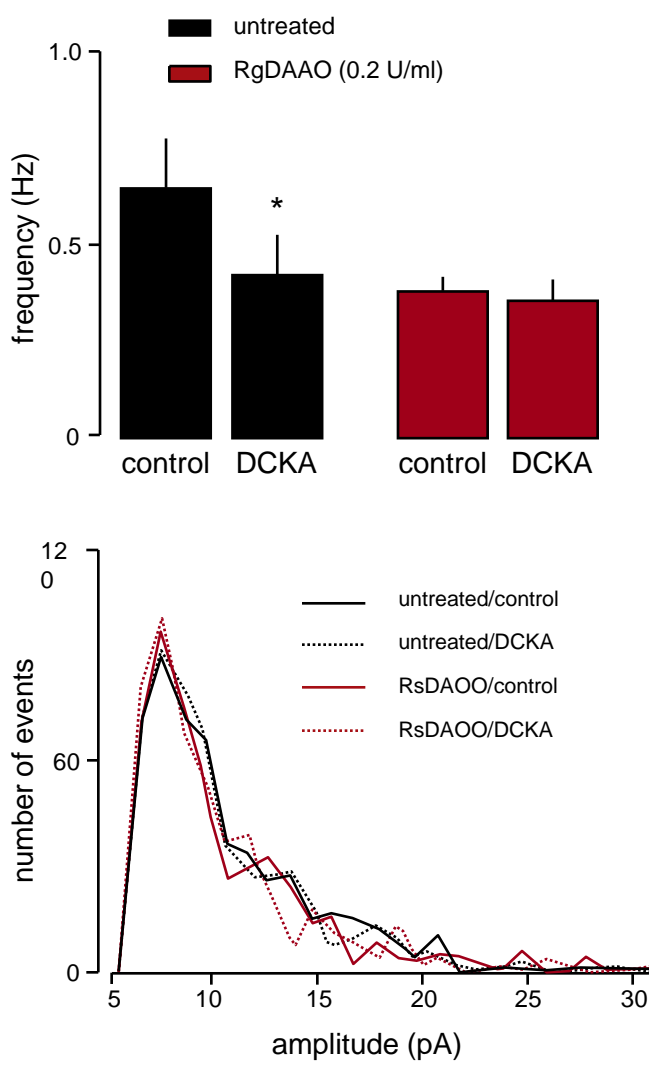 untreated
RgDAAO (0.2 U/ml)
1.0
0.5
0
frequency (Hz)
*
control DCKA control DCKA
12
0
60
0
number of events
untreated/control
untreated/DCKA
RsDAOO/control
RsDAOO/DCKA
5 10 15 20 25 30
amplitude (pA)